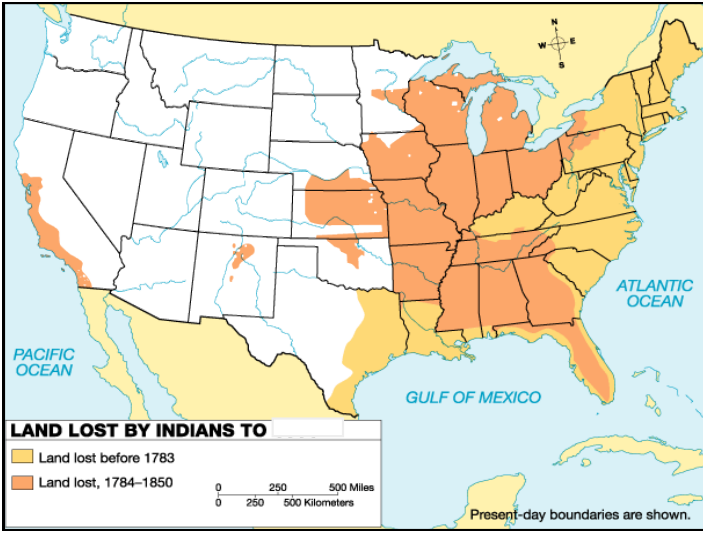 N
W
E
S
ATLANTIC
OCEAN
PACIFIC
OCEAN
GULF OF MEXICO
LAND LOST BY INDIANS TO
Land lost before 1783
Land lost, 1784–1850
0 250 500 Miles
0 250 500 Kilometers
Present-day boundaries are shown.